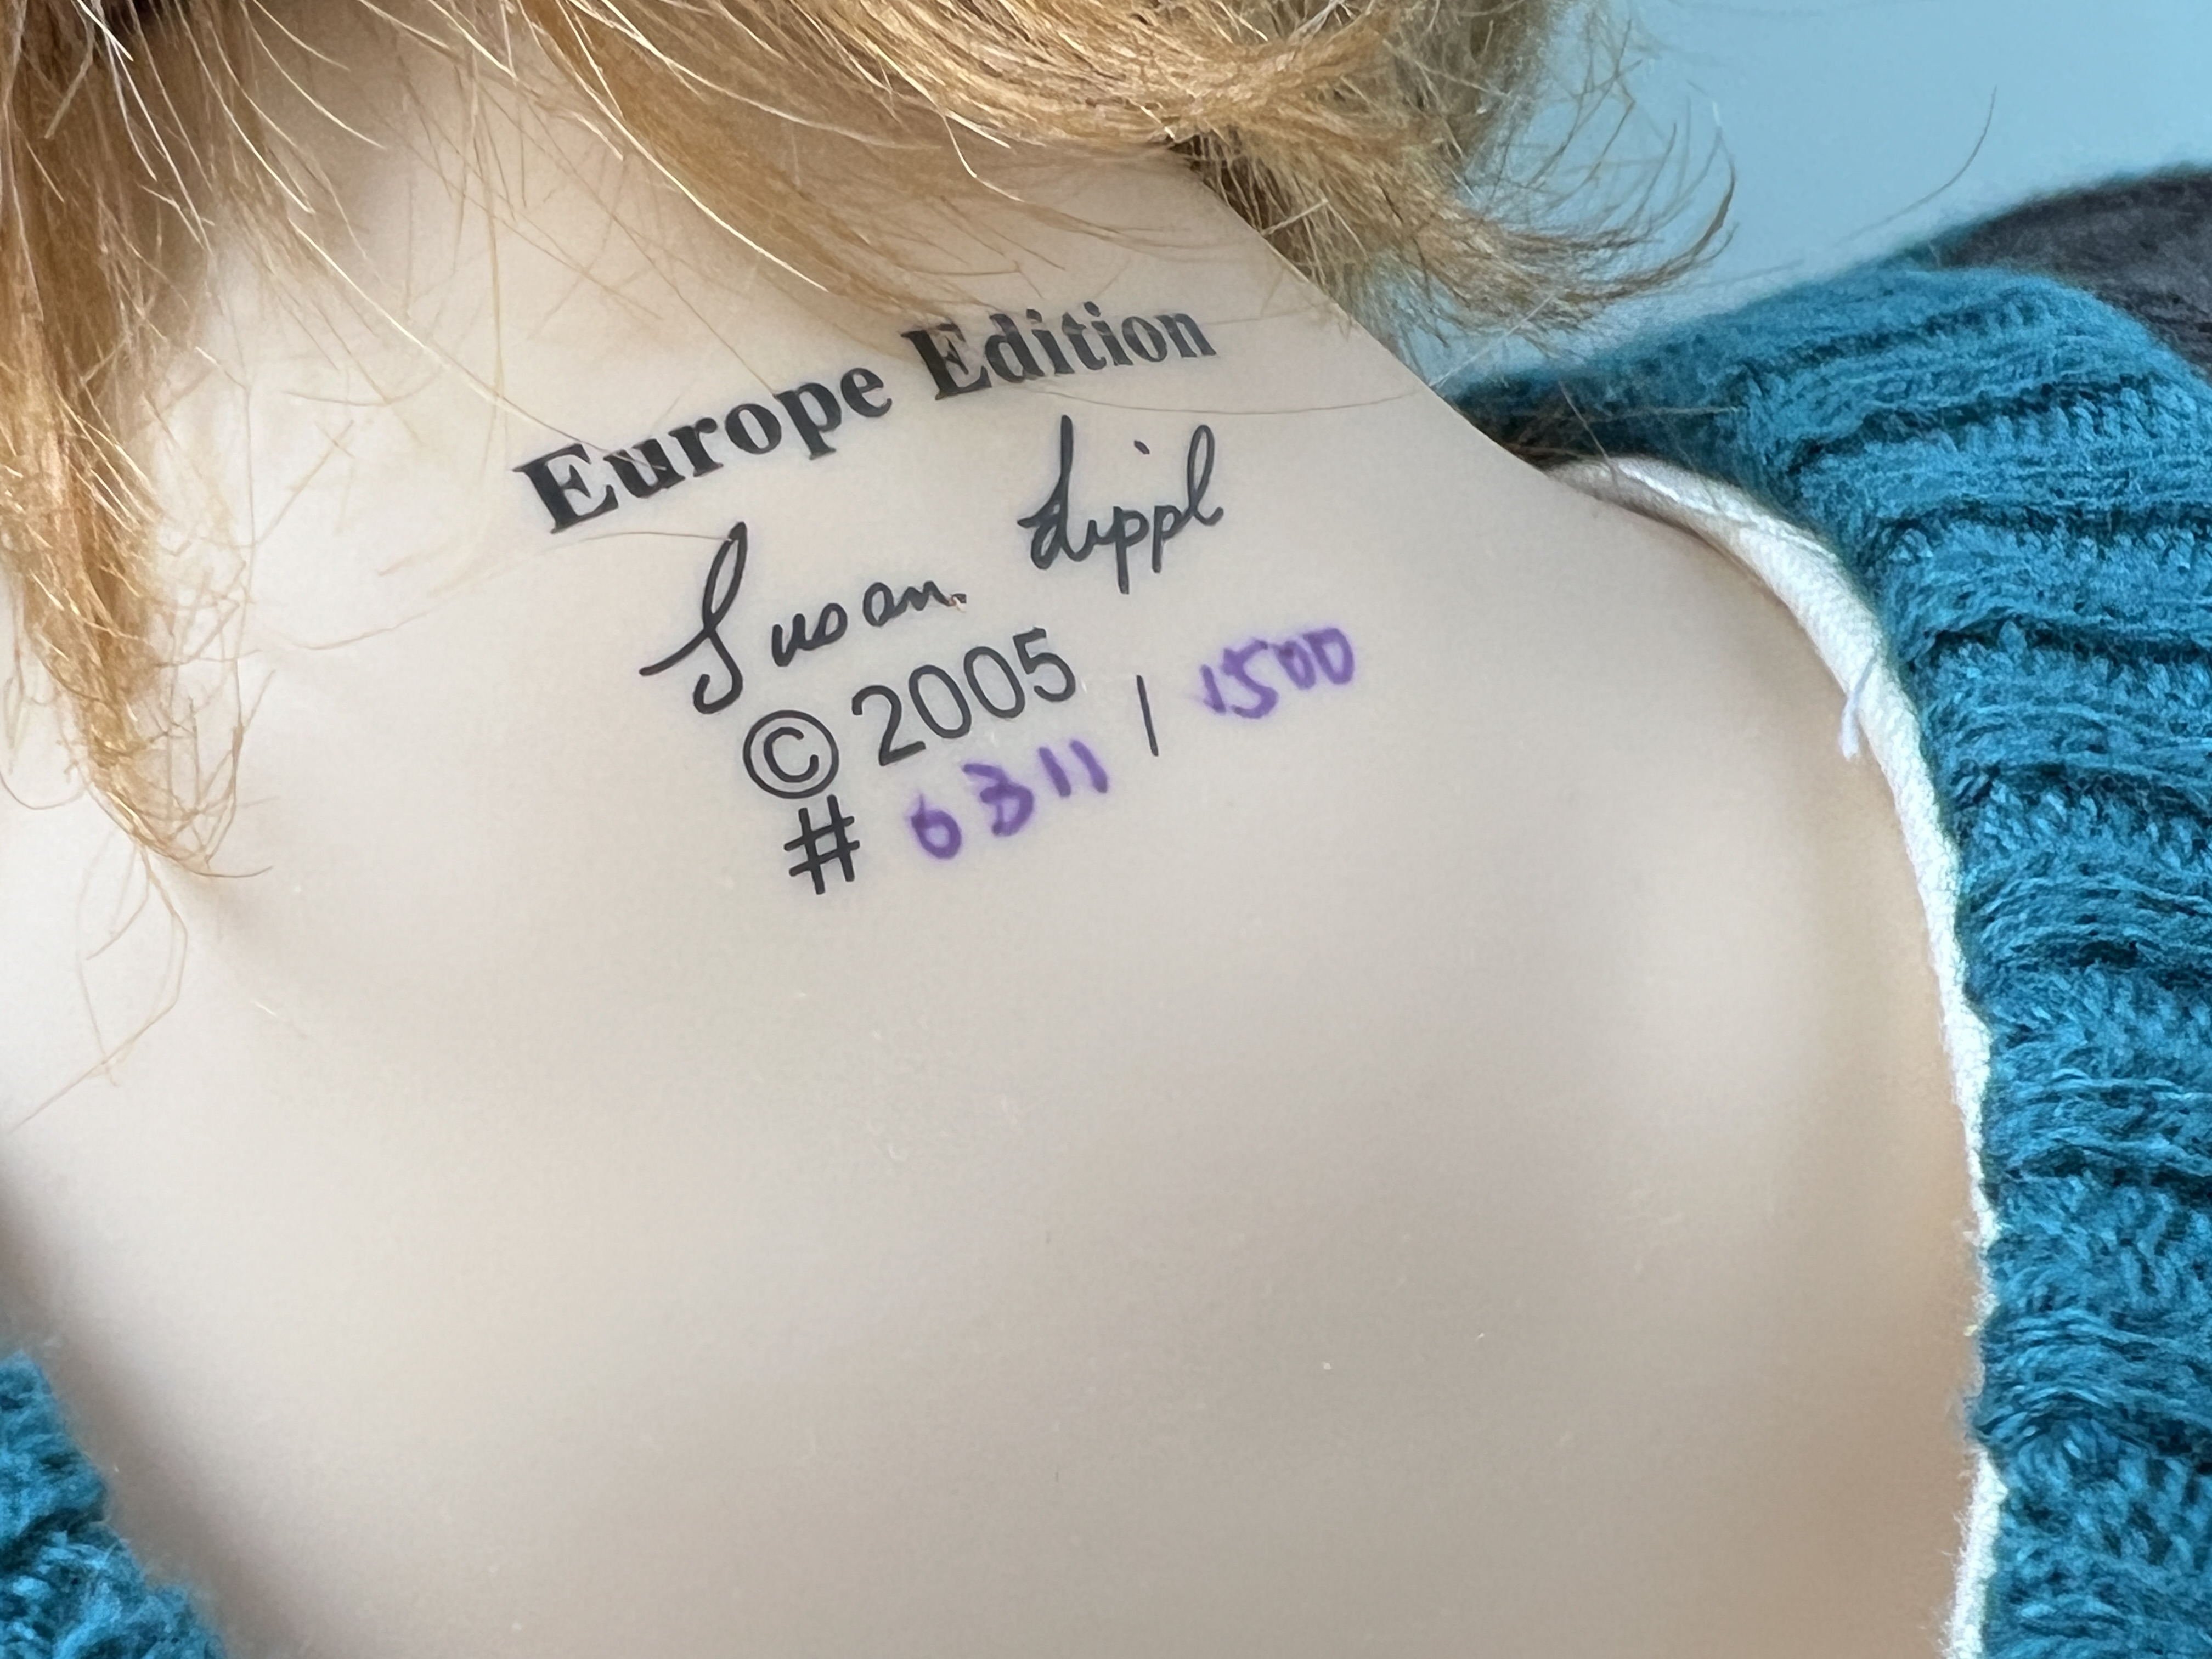 Europe Edition
Susan Lippl
© 2005
# 0311 / 1500